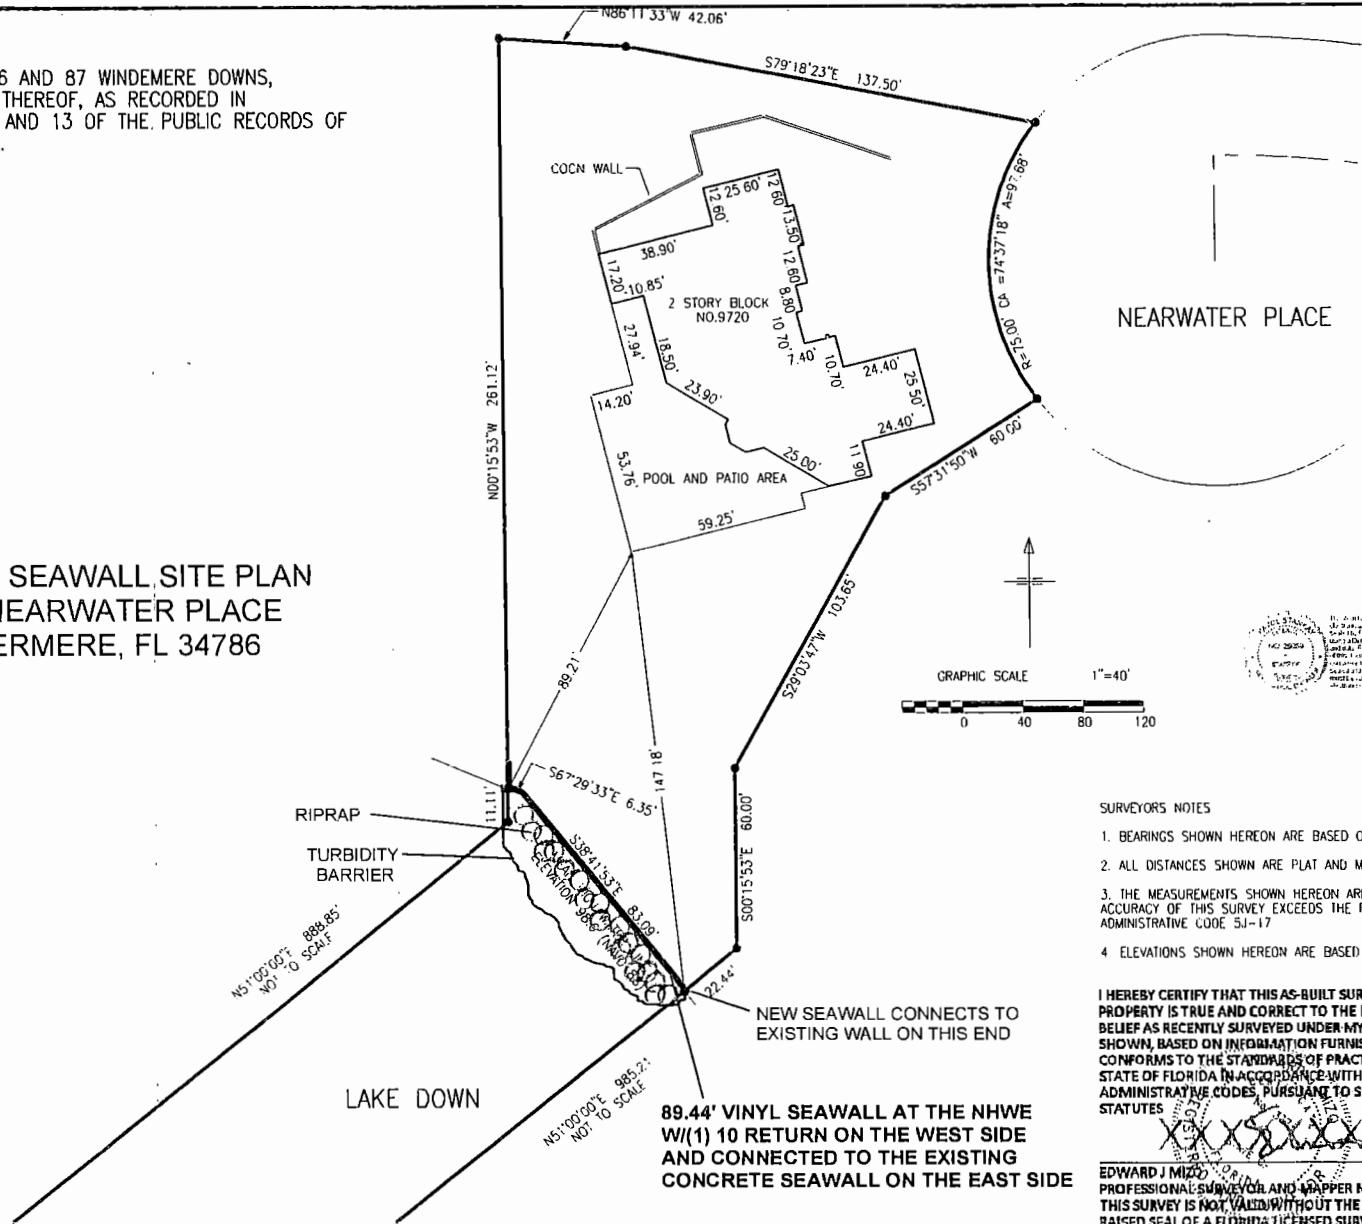 6 AND 87 WINDEMERE DOWNS,
THEREOF, AS RECORDED IN
AND 13 OF THE PUBLIC RECORDS OF
N86°11'33"W 42.06'
S79°18'23"E 137.50'
COCN WALL
12.60'
25 60'
12 60'
13.50'
12.60'
8.80'
10.70'
7.40'
10.70'
24.40'
25 50'
24.40'
11 90'
38.90'
17.20'
10.85'
27.94'
18.50'
23.90'
14.20'
53.76'
25.00'
59.25'
2 STORY BLOCK
NO.9720
POOL AND PATIO AREA
R=75.00' CA =74°37'18" A=97.68'
NEARWATER PLACE
N00°15'53"W 261.12'
S57°31'50"W 60 00'
S29°03'47"W 103.65'
S00°15'53"E 60.00'
SEAWALL SITE PLAN
NEARWATER PLACE
ERMERE, FL 34786
GRAPHIC SCALE 1"=40'
0 40 80 120
89.21'
147 18'
S67°29'33"E 6.35'
11.11'
RIPRAP
TURBIDITY
BARRIER
S38°41'53"E 83.09'
ELEVATION
22.44'
N51°00'00"E 888.85'
NOT TO SCALE
NEW SEAWALL CONNECTS TO
EXISTING WALL ON THIS END
LAKE DOWN
N51°00'00"E 985.21
NOT TO SCALE
89.44' VINYL SEAWALL AT THE NHWE
W/(1) 10 RETURN ON THE WEST SIDE
AND CONNECTED TO THE EXISTING
CONCRETE SEAWALL ON THE EAST SIDE
SURVEYORS NOTES
1. BEARINGS SHOWN HEREON ARE BASED
2. ALL DISTANCES SHOWN ARE PLAT AND M
3. THE MEASUREMENTS SHOWN HEREON AR
ACCURACY OF THIS SURVEY EXCEEDS THE
ADMINISTRATIVE CODE 5J-17
4 ELEVATIONS SHOWN HEREON ARE BASED
I HEREBY CERTIFY THAT THIS AS-BUILT SUR
PROPERTY IS TRUE AND CORRECT TO THE
BELIEF AS RECENTLY SURVEYED UNDER MY
SHOWN, BASED ON INFORMATION FURNIS
CONFORMS TO THE STANDARDS OF PRACT
STATE OF FLORIDA IN ACCORDANCE WITH
ADMINISTRATIVE CODES, PURSUANT TO S
STATUTES
EDWARD J MIZO
PROFESSIONAL SURVEYOR AND MAPPER
THIS SURVEY IS NOT VALID WITHOUT THE
RAISED SEAL OF A FLORIDA LICENSED SURV